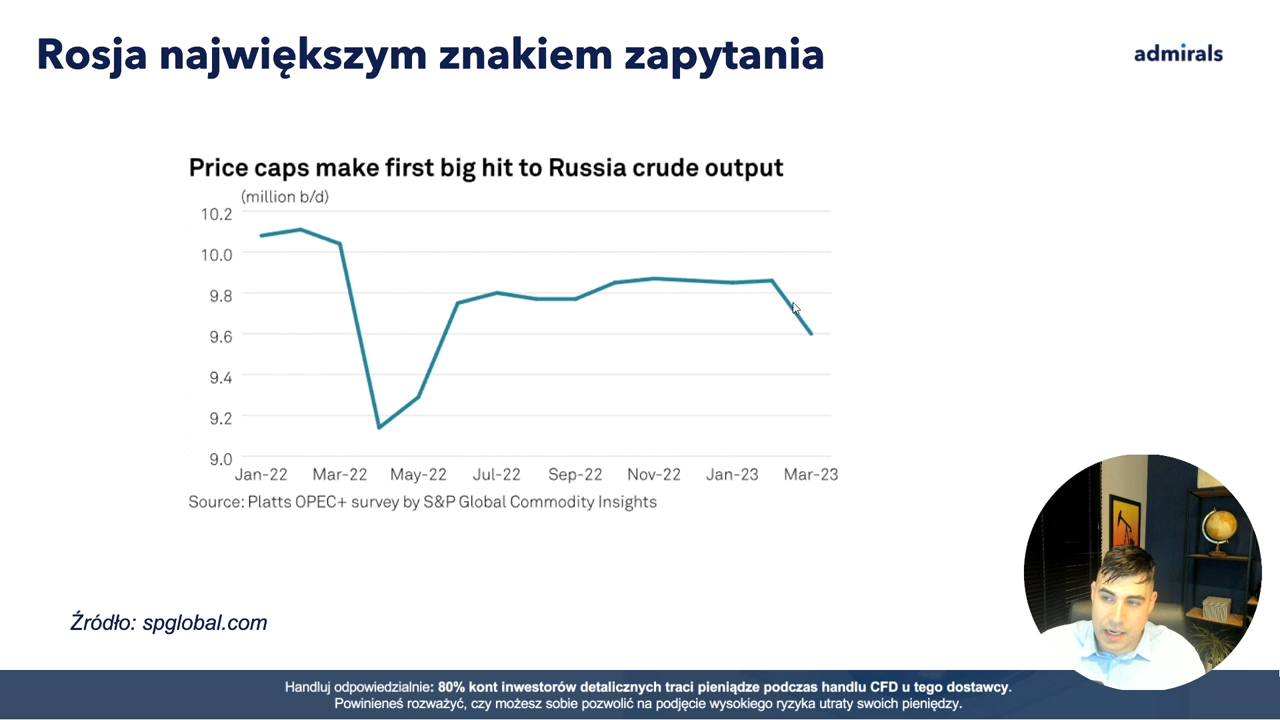 Rosja największym znakiem zapytania
admirals
Price caps make first big hit to Russia crude output
(million b/d)
10.2
10.0
9.8
9.6
9.4
9.2
9.0
Jan-22 Mar-22 May-22 Jul-22 Sep-22 Nov-22 Jan-23 Mar-23
Source: Platts OPEC+ survey by S&P Global Commodity Insights
Źródło: spglobal.com
Handluj odpowiedzialnie: 80% kont inwestorów detalicznych traci pieniądze podczas handlu CFD u tego dostawcy.
Powinieneś rozważyć, czy możesz sobie pozwolić na podjęcie wysokiego ryzyka utraty swoich pieniędzy.